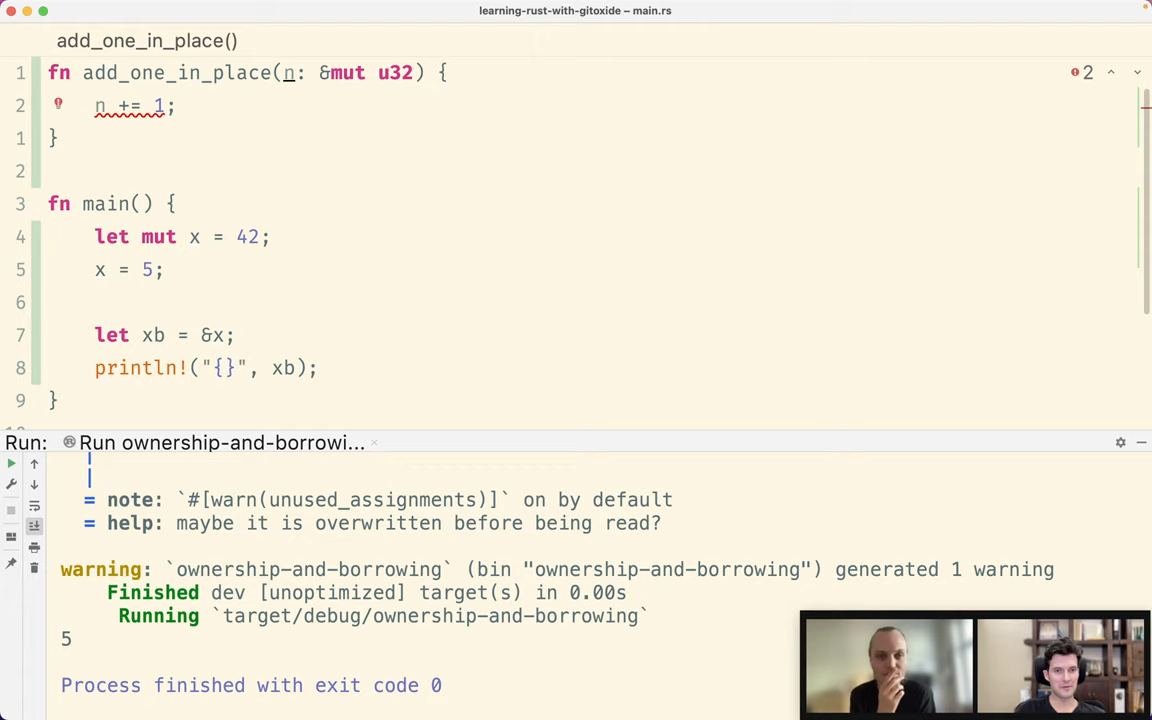 learning-rust-with-gitoxide – main.rs
add_one_in_place()
1 fn add_one_in_place(n: &mut u32) {
2 n += 1;
1 }
2
3 fn main() {
4 let mut x = 42;
5 x = 5;
6
7 let xb = &x;
8 println!("{}", xb);
9 }
2
Run: Run ownership-and-borrowi...
= note: `#[warn(unused_assignments)]` on by default
= help: maybe it is overwritten before being read?
warning: `ownership-and-borrowing` (bin "ownership-and-borrowing") generated 1 warning
Finished dev [unoptimized] target(s) in 0.00s
Running `target/debug/ownership-and-borrowing`
5
Process finished with exit code 0